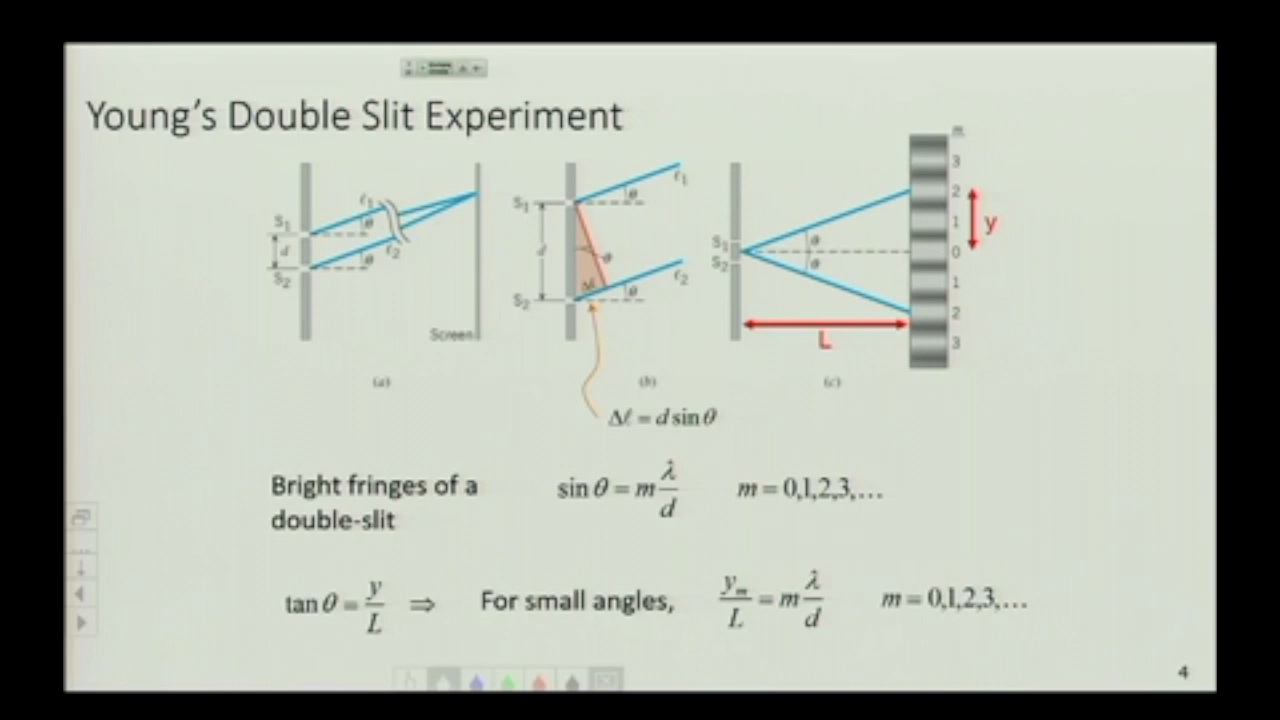 Young's Double Slit Experiment
S₁
d
S₂
ℓ₁
θ
ℓ₂
θ
Screen
(a)
S₁
d
S₂
θ
Δℓ
θ
θ
ℓ₁
ℓ₂
(b)
Δℓ = d sin θ
S₁
S₂
θ
θ
L
(c)
m
3
2
1
0
1
2
3
y
Bright fringes of a
double-slit
sin θ = m λ/d    m = 0,1,2,3,…
tan θ = y/L ⇒ For small angles, yₘ/L = m λ/d    m = 0,1,2,3,…
4